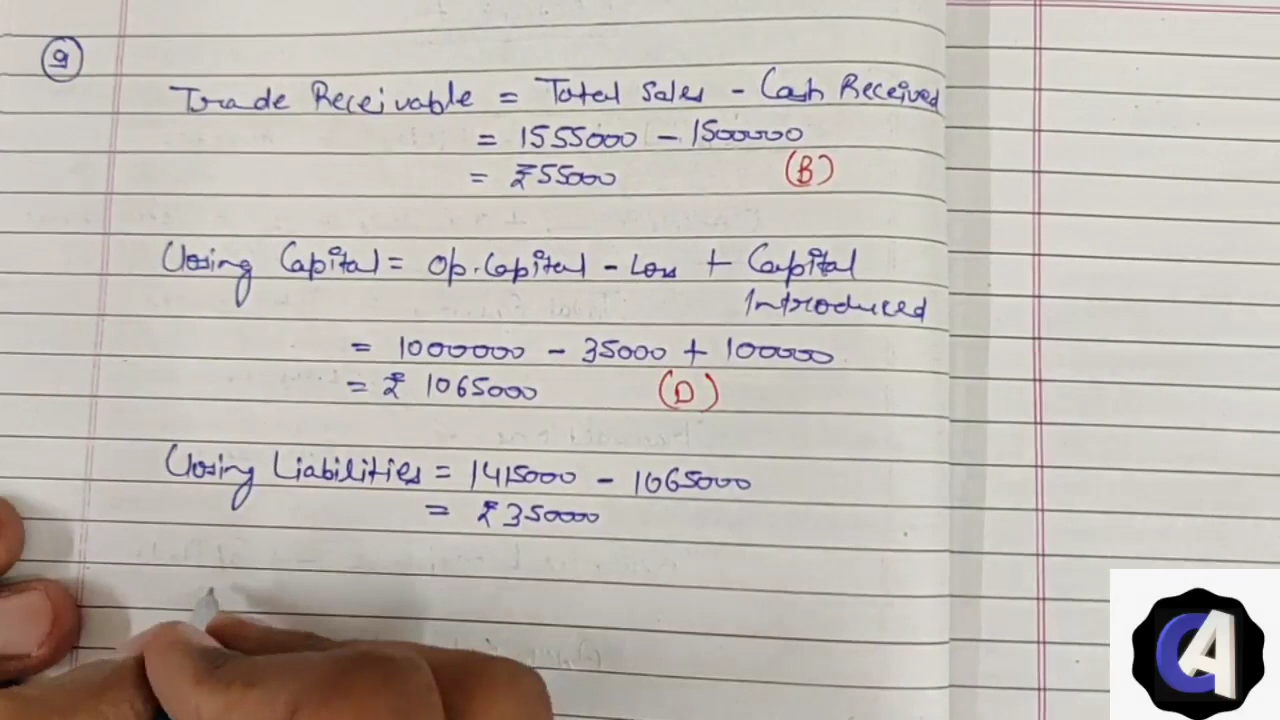 9
Trade Receivable = Total Sales - Cash Received
= 1555000 - 1500000
= ₹55000 (B)
Closing Capital = Op. Capital - Loss + Capital
Introduced
= 1000000 - 35000 + 100000
= ₹ 1065000 (D)
Closing Liabilities = 1415000 - 1065000
= ₹350000
CA